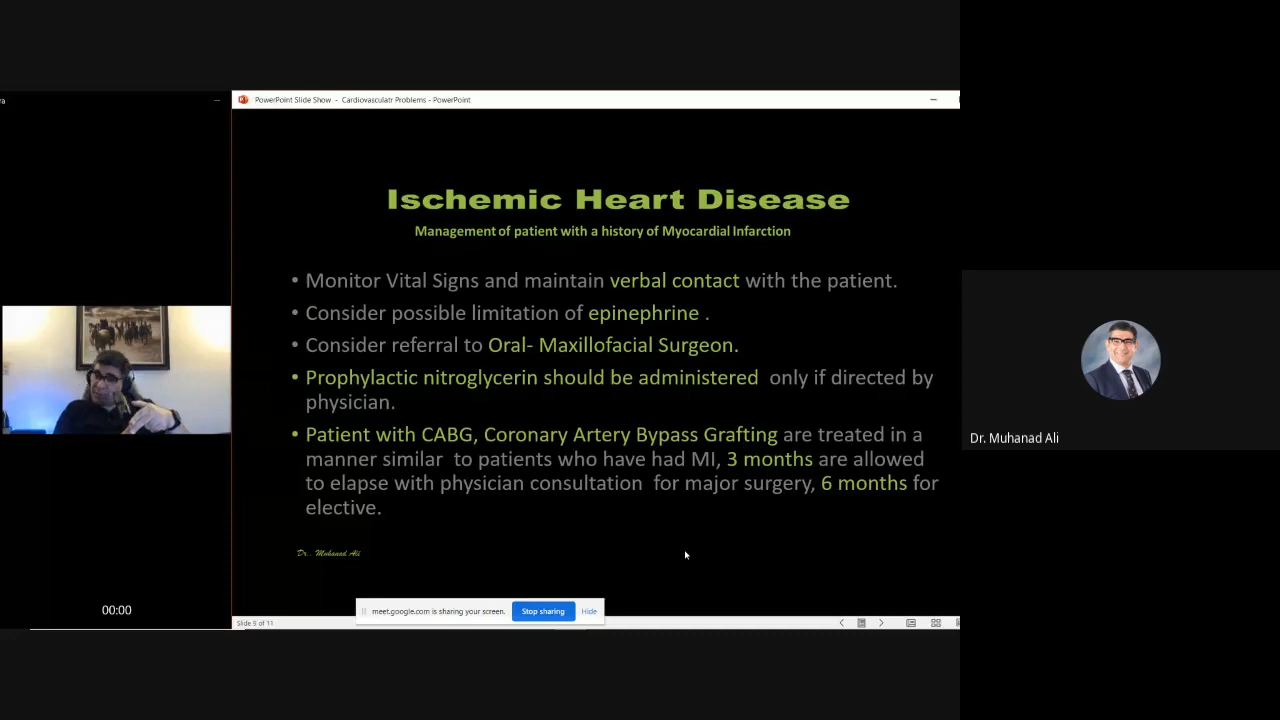 ra
PowerPoint Slide Show - Cardiovasculatr Problems - PowerPoint
Ischemic Heart Disease
Management of patient with a history of Myocardial Infarction
• Monitor Vital Signs and maintain verbal contact with the patient.
• Consider possible limitation of epinephrine .
• Consider referral to Oral- Maxillofacial Surgeon.
• Prophylactic nitroglycerin should be administered only if directed by
physician.
• Patient with CABG, Coronary Artery Bypass Grafting are treated in a
manner similar to patients who have had MI, 3 months are allowed
to elapse with physician consultation for major surgery, 6 months for
elective.
Dr.. Muhanad Ali
00:00
meet.google.com is sharing your screen.
Stop sharing
Hide
Slide 9 of 11
Dr. Muhanad Ali